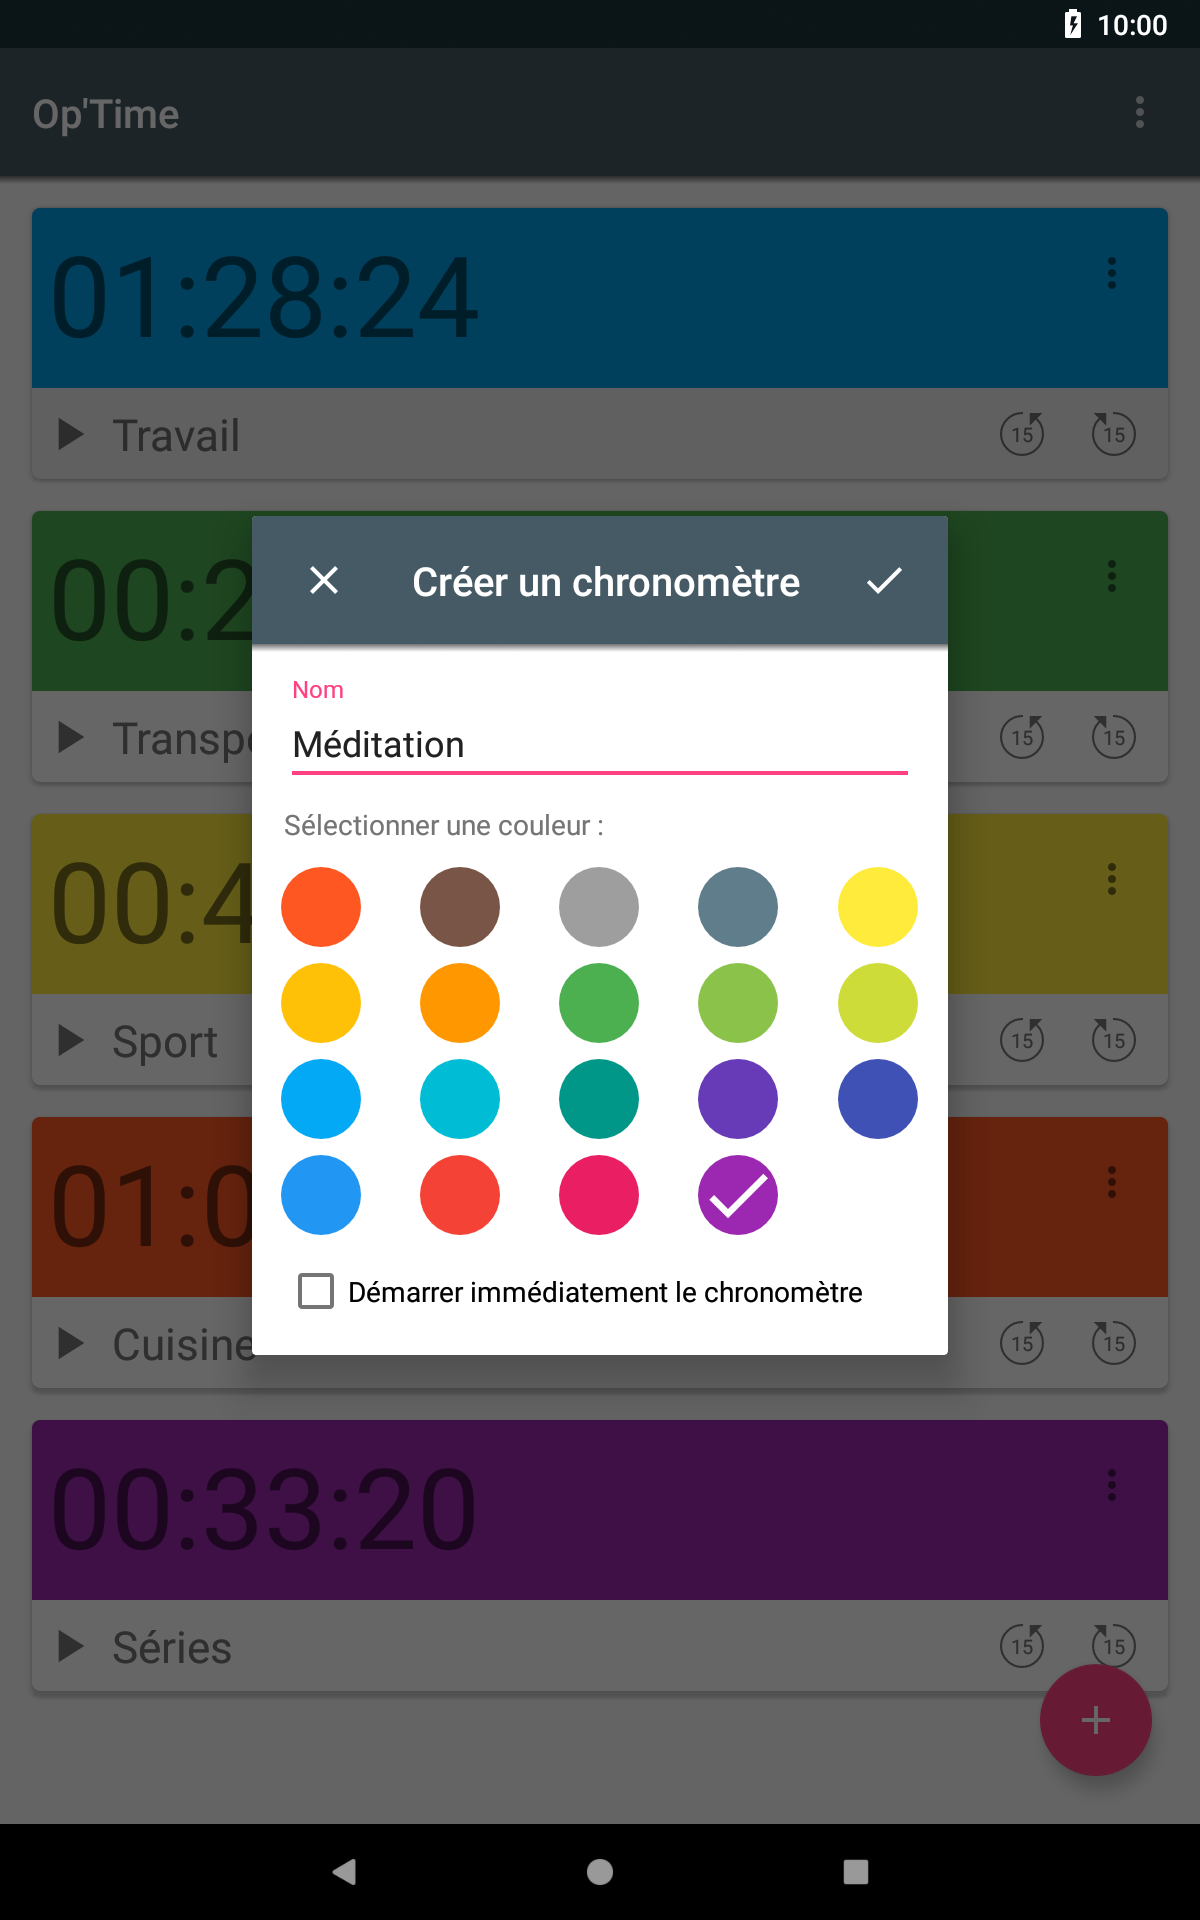 10:00
Op'Time
01:28:24
Travail
15
15
00:2
Créer un chronomètre
Nom
15
15
Méditation
Sélectionner une couleur :
00:4
Sport
15
15
01:0
Démarrer immédiatement le chronomètre
Cuisine
15
15
00:33:20
Séries
15
15